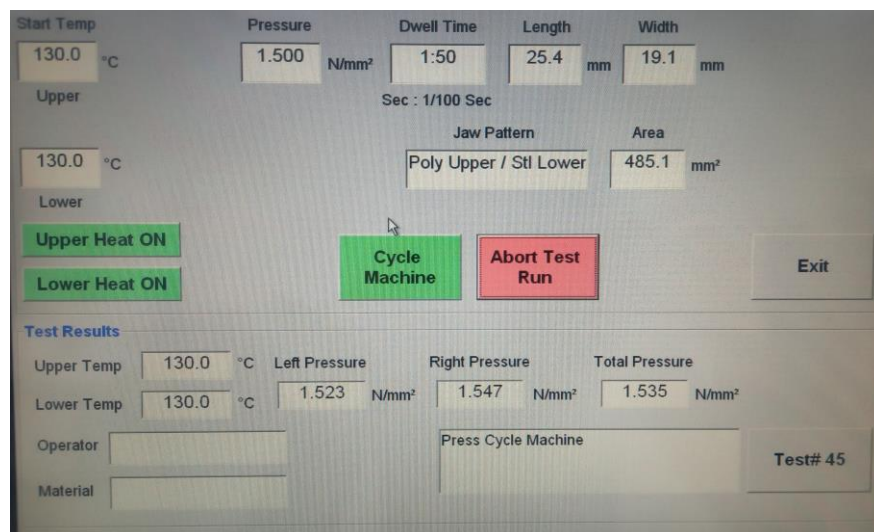 Start Temp Pressure Dwell Time Length Width
130.0 °C 1.500 N/mm² 1:50 25.4 mm 19.1 mm
Upper Sec : 1/100 Sec
Jaw Pattern Area
130.0 °C Poly Upper / Stl Lower 485.1 mm²
Lower
Upper Heat ON
Lower Heat ON
Cycle
Machine
Abort Test
Run
Exit
Test Results
Upper Temp 130.0 °C Left Pressure Right Pressure Total Pressure
1.523 N/mm² 1.547 N/mm² 1.535 N/mm²
Lower Temp 130.0 °C
Operator Press Cycle Machine
Test# 45
Material